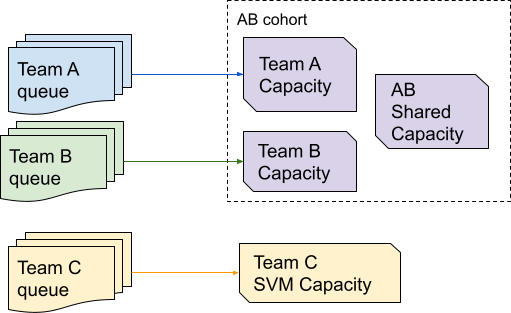 AB cohort
Team A
queue
Team A
Capacity
AB
Shared
Capacity
Team B
queue
Team B
Capacity
Team C
queue
Team C
SVM Capacity